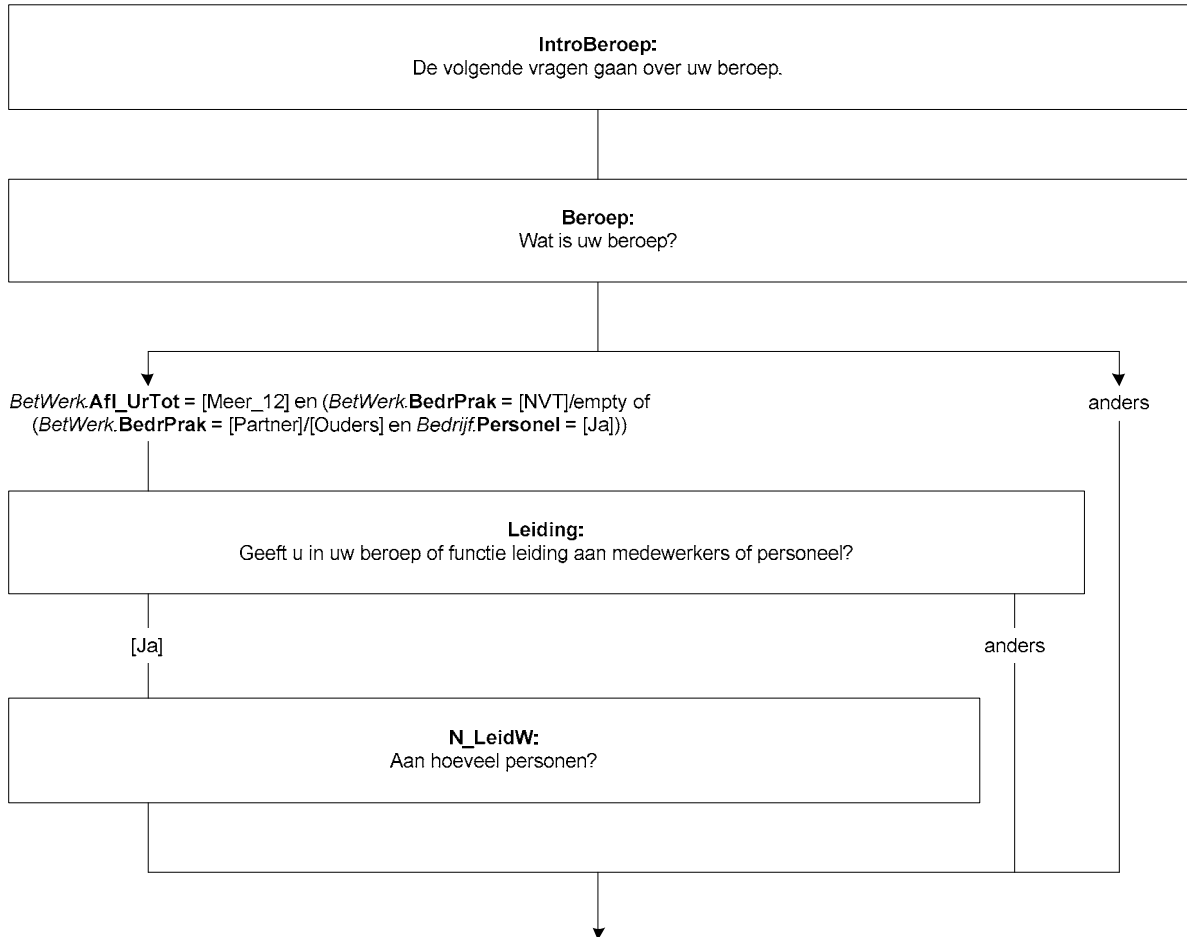 IntroBeroep:
De volgende vragen gaan over uw beroep.
Beroep:
Wat is uw beroep?
BetWerk.Afl_UrTot = [Meer_12] en (BetWerk.BedrPrak = [NVT]/empty of
(BetWerk.BedrPrak = [Partner]/[Ouders] en Bedrijf.Personel = [Ja]))
anders
Leiding:
Geeft u in uw beroep of functie leiding aan medewerkers of personeel?
[Ja]
anders
N_LeidW:
Aan hoeveel personen?